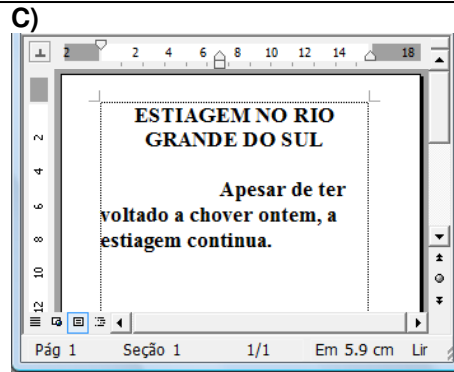 C)
2 2 4 6 8 10 12 14 18
ESTIAGEM NO RIO
GRANDE DO SUL
Apesar de ter
voltado a chover ontem, a
estiagem continua.
2
4
6
8
10
12
Pág 1 Seção 1 1/1 Em 5.9 cm Lir